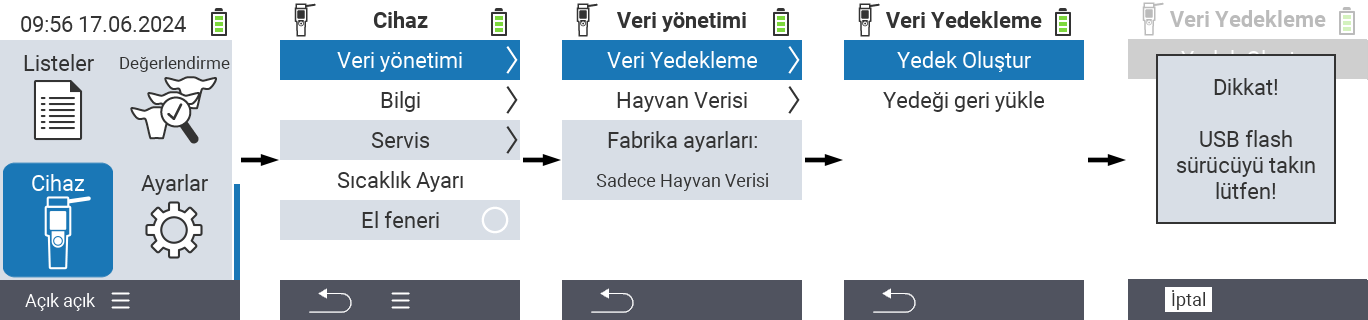 09:56 17.06.2024
Listeler
Değerlendirme
Cihaz
Ayarlar
Açık açık
Cihaz
Veri yönetimi
Bilgi
Servis
Sıcaklık Ayarı
El feneri
Veri yönetimi
Veri Yedekleme
Hayvan Verisi
Fabrika ayarları:
Sadece Hayvan Verisi
Veri Yedekleme
Yedek Oluştur
Yedeği geri yükle
Veri Yedekleme
Dikkat!
USB flash
sürücüyü takın
lütfen!
İptal